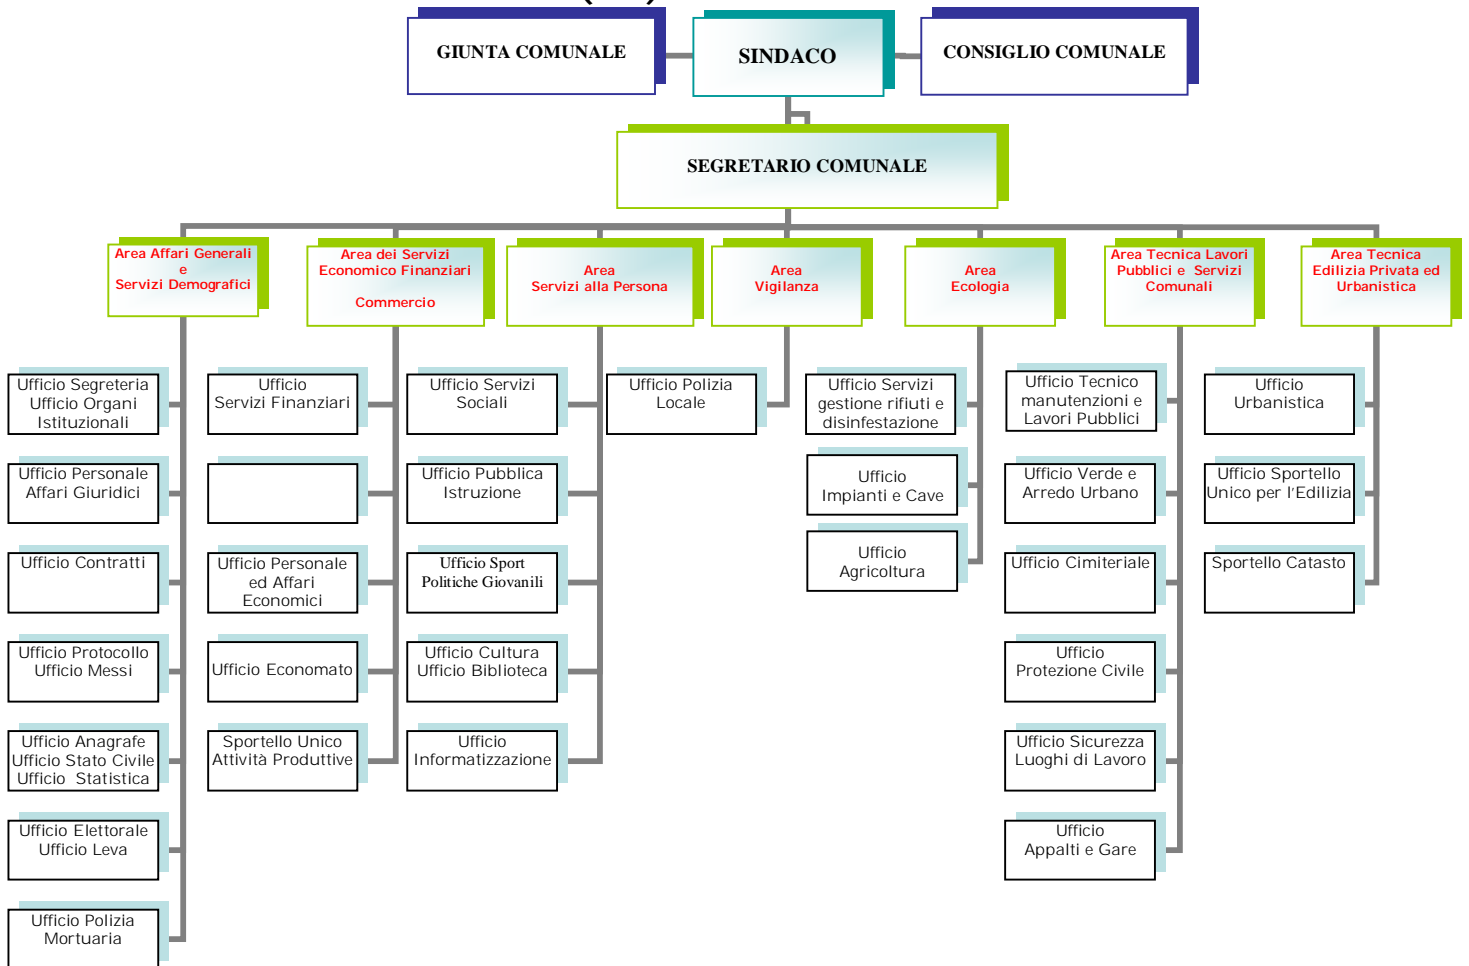 GIUNTA COMUNALE
SINDACO
CONSIGLIO COMUNALE
SEGRETARIO COMUNALE
Area Affari Generali
e
Servizi Demografici
Area dei Servizi
Economico Finanziari
Commercio
Area
Servizi alla Persona
Area
Vigilanza
Area
Ecologia
Area Tecnica Lavori
Pubblici e Servizi
Comunali
Area Tecnica
Edilizia Privata ed
Urbanistica
Ufficio Segreteria
Ufficio Organi
Istituzionali
Ufficio Personale
Affari Giuridici
Ufficio Contratti
Ufficio Protocollo
Ufficio Messi
Ufficio Anagrafe
Ufficio Stato Civile
Ufficio Statistica
Ufficio Elettorale
Ufficio Leva
Ufficio Polizia
Mortuaria
Ufficio
Servizi Finanziari
Ufficio Personale
ed Affari
Economici
Ufficio Economato
Sportello Unico
Attività Produttive
Ufficio Servizi
Sociali
Ufficio Pubblica
Istruzione
Ufficio Sport
Politiche Giovanili
Ufficio Cultura
Ufficio Biblioteca
Ufficio
Informatizzazione
Ufficio Polizia
Locale
Ufficio Servizi
gestione rifiuti e
disinfestazione
Ufficio
Impianti e Cave
Ufficio
Agricoltura
Ufficio Tecnico
manutenzioni e
Lavori Pubblici
Ufficio Verde e
Arredo Urbano
Ufficio Cimiteriale
Ufficio
Protezione Civile
Ufficio Sicurezza
Luoghi di Lavoro
Ufficio
Appalti e Gare
Ufficio
Urbanistica
Ufficio Sportello
Unico per l'Edilizia
Sportello Catasto